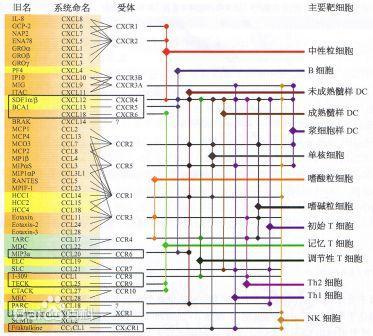 旧名 系统命名 受体 主要靶细胞
IL-8 CXCL8 CXCR1
GCP-2 CXCL6
NAP2 CXCL7
ENA78 CXCL5 CXCR2
GROα CXCL1
GROβ CXCL2
GROγ CXCL3
PF4 CXCL4
IP10 CXCL10 CXCR3B
MIG CXCL9 CXCR3A
ITAC CXCL11
SDF1α/β CXCL12 CXCR4
BCA1 CXCL13 CXCR5
CXCL16 CXCR6
BRAK CXCL14 ?
MCP1 CCL2
MCP4 CCL13
MCP3 CCL7 CCR2
MCP2 CCL8
MIP1β CCL4
MIPαS CCL3 CCR5
MIP1αP CCL3L1
RANTES CCL5
MPIF-1 CCL23
HCC1 CCL14 CCR1
HCC2 CCL15
HCC4 CCL16
Eotaxin CCL11 CCR3
Eotaxin-2 CCL24
Eotaxin-3 CCL26
TARC CCL17 CCR4
MDC CCL22
MIP3α CCL20 CCR6
ELC CCL19
SLC CCL21 CCR7
I-309 CCL1 CCR8
TECK CCL25 CCR9
CTACK CCL27 CCR10
MEC CCL28
PARC CCL18 ?
XCL1 XCR1
XCL2
Fraktalkine CX3CL1 CX3CR1
中性粒细胞
B 细胞
未成熟髓样 DC
成熟髓样 DC
浆细胞样 DC
单核细胞
嗜酸粒细胞
嗜碱粒细胞
初始 T 细胞
记忆 T 细胞
调节性 T 细胞
Th2 细胞
Th1 细胞
NK 细胞